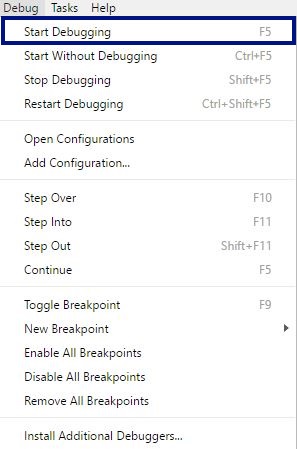 Debug Tasks Help
Start Debugging F5
Start Without Debugging Ctrl+F5
Stop Debugging Shift+F5
Restart Debugging Ctrl+Shift+F5
Open Configurations
Add Configuration...
Step Over F10
Step Into F11
Step Out Shift+F11
Continue F5
Toggle Breakpoint F9
New Breakpoint
Enable All Breakpoints
Disable All Breakpoints
Remove All Breakpoints
Install Additional Debuggers...